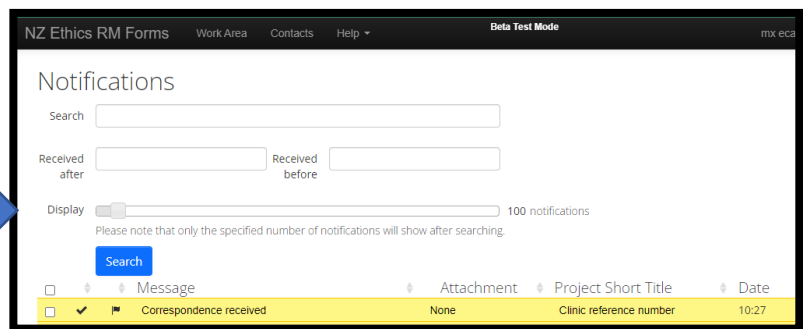 NZ Ethics RM Forms Work Area Contacts Help Beta Test Mode mx eca
Notifications
Search
Received after Received before
Display 100 notifications
Please note that only the specified number of notifications will show after searching.
Search
Message Attachment Project Short Title Date
Correspondence received None Clinic reference number 10:27